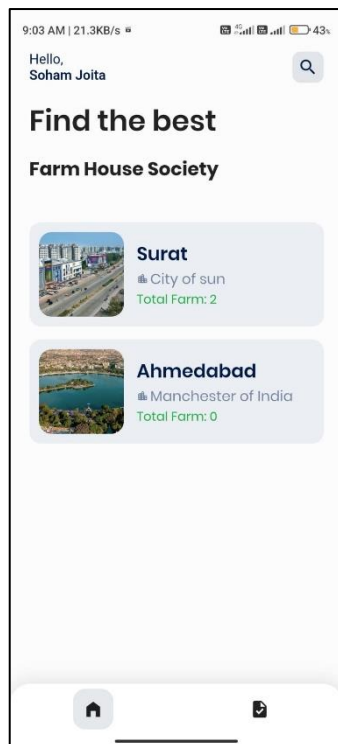 9:03 AM | 21.3KB/s
43%
Hello,
Soham Joita
Find the best
Farm House Society
Surat
City of sun
Total Farm: 2
Ahmedabad
Manchester of India
Total Farm: 0